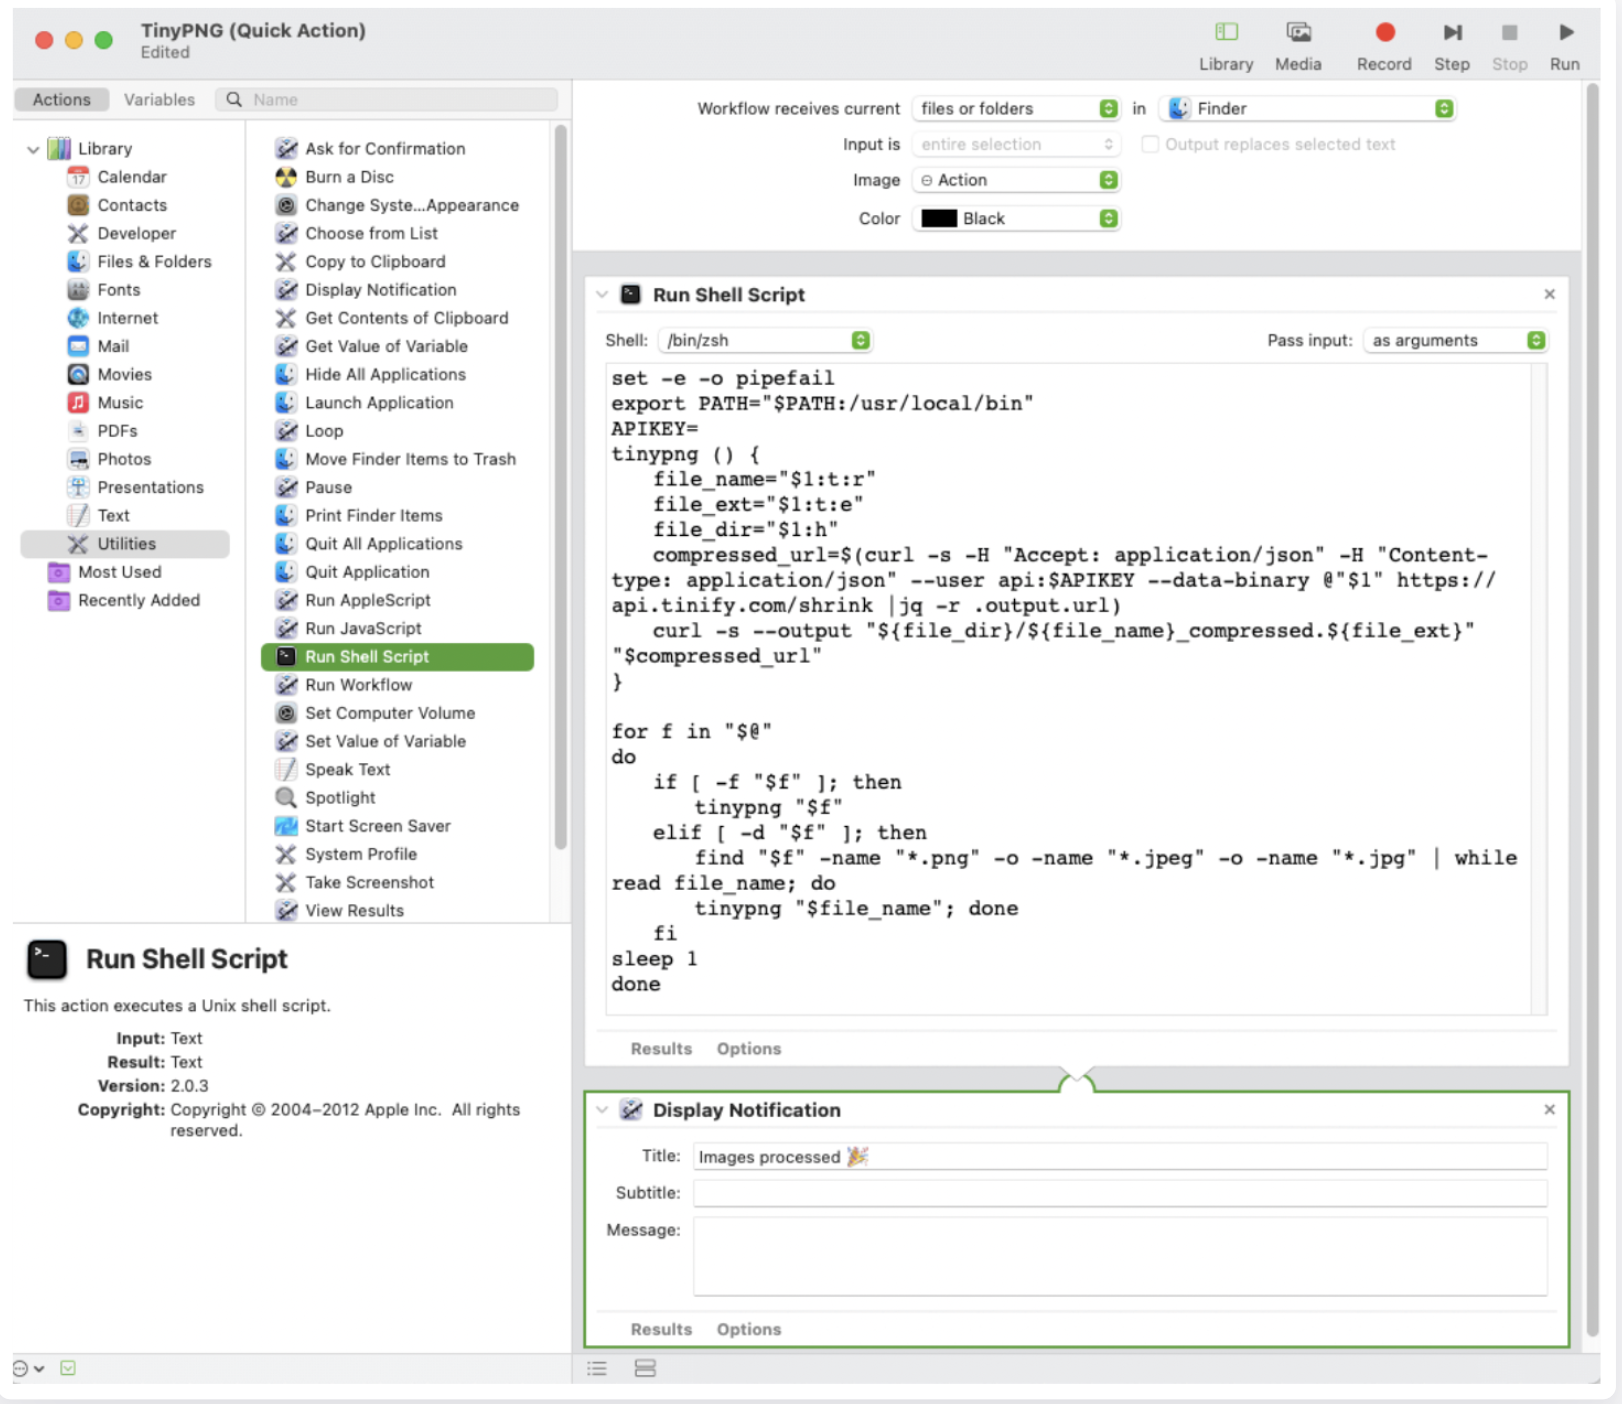 TinyPNG (Quick Action)
Edited
Library
Media
Record
Step
Stop
Run
Actions
Variables
Name
Library
Calendar
Contacts
Developer
Files & Folders
Fonts
Internet
Mail
Movies
Music
PDFs
Photos
Presentations
Text
Utilities
Most Used
Recently Added
Ask for Confirmation
Burn a Disc
Change Syste...Appearance
Choose from List
Copy to Clipboard
Display Notification
Get Contents of Clipboard
Get Value of Variable
Hide All Applications
Launch Application
Loop
Move Finder Items to Trash
Pause
Print Finder Items
Quit All Applications
Quit Application
Run AppleScript
Run JavaScript
Run Shell Script
Run Workflow
Set Computer Volume
Set Value of Variable
Speak Text
Spotlight
Start Screen Saver
System Profile
Take Screenshot
View Results
Run Shell Script
This action executes a Unix shell script.
Input: Text
Result: Text
Version: 2.0.3
Copyright: Copyright © 2004–2012 Apple Inc. All rights
reserved.
Workflow receives current files or folders in Finder
Input is entire selection Output replaces selected text
Image Action
Color Black
Run Shell Script
Shell: /bin/zsh Pass input: as arguments
set -e -o pipefail
export PATH="$PATH:/usr/local/bin"
APIKEY=
tinypng () {
file_name="$1:t:r"
file_ext="$1:t:e"
file_dir="$1:h"
compressed_url=$(curl -s -H "Accept: application/json" -H "Content-
type: application/json" --user api:$APIKEY --data-binary @"$1" https://
api.tinify.com/shrink |jq -r .output.url)
curl -s --output "${file_dir}/${file_name}_compressed.${file_ext}"
"$compressed_url"
}
for f in "$@"
do
if [ -f "$f" ]; then
tinypng "$f"
elif [ -d "$f" ]; then
find "$f" -name "*.png" -o -name "*.jpeg" -o -name "*.jpg" | while
read file_name; do
tinypng "$file_name"; done
fi
sleep 1
done
Results Options
Display Notification
Title: Images processed 🎉
Subtitle:
Message:
Results Options